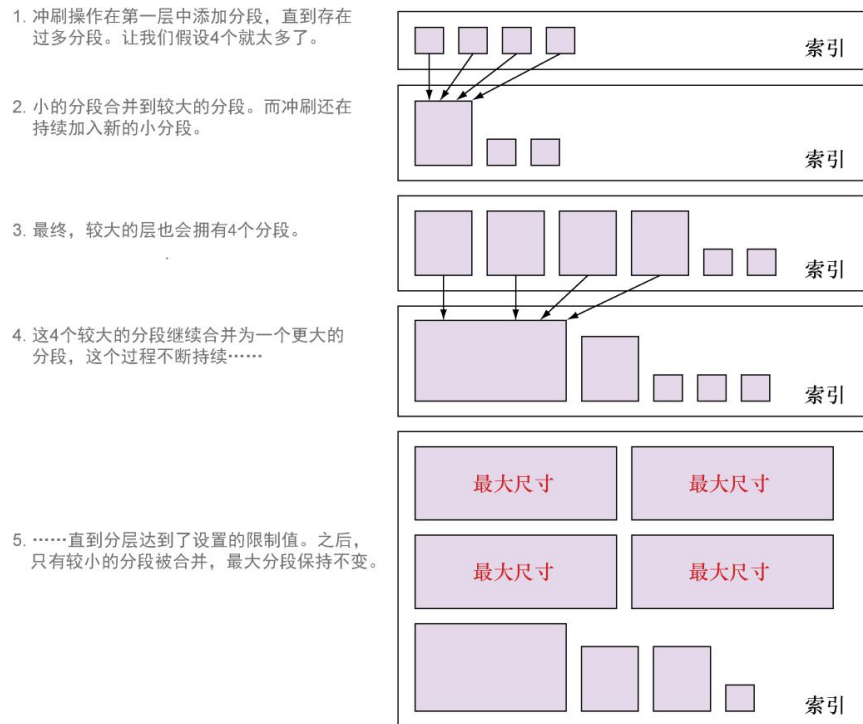 1. 冲刷操作在第一层中添加分段，直到存在
过多分段。让我们假设4个就太多了。
索引
2. 小的分段合并到较大的分段。而冲刷还在
持续加入新的小分段。
索引
3. 最终，较大的层也会拥有4个分段。
索引
4. 这4个较大的分段继续合并为一个更大的
分段，这个过程不断持续……
索引
最大尺寸 最大尺寸
5. ……直到分层达到了设置的限制值。之后，
只有较小的分段被合并，最大分段保持不变。
最大尺寸 最大尺寸
索引